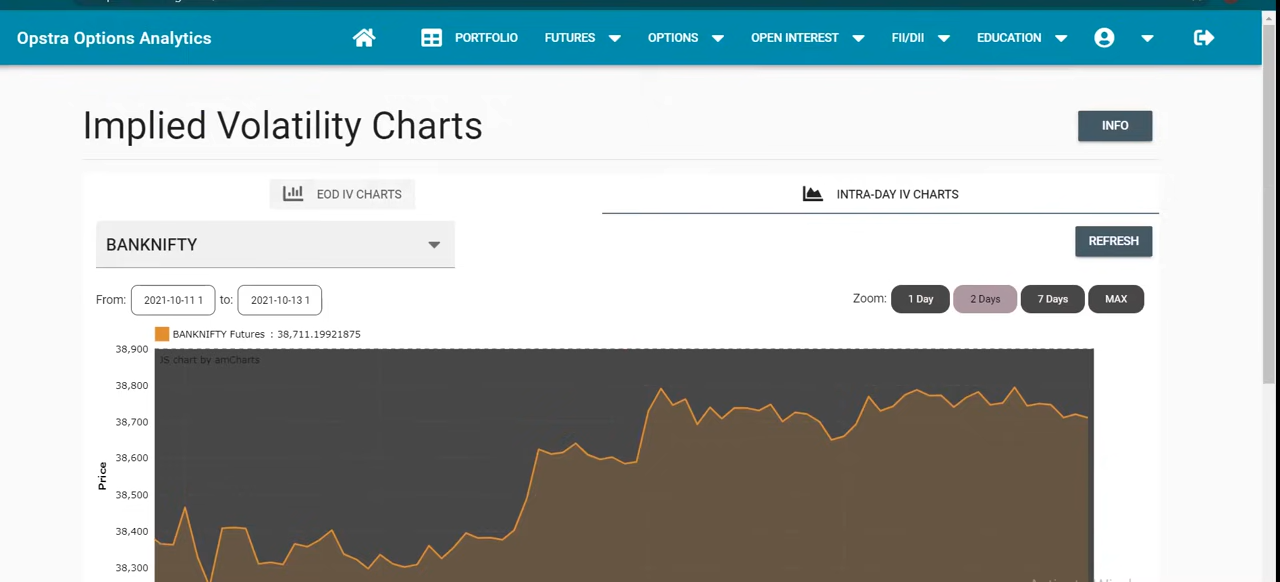 Opstra Options Analytics PORTFOLIO FUTURES OPTIONS OPEN INTEREST FII/DII EDUCATION
Implied Volatility Charts INFO
EOD IV CHARTS INTRA-DAY IV CHARTS
BANKNIFTY REFRESH
From: 2021-10-11 1 to: 2021-10-13 1 Zoom: 1 Day 2 Days 7 Days MAX
BANKNIFTY Futures : 38,711.19921875
38,900
JS chart by amCharts
38,800
38,700
38,600
Price
38,500
38,400
38,300